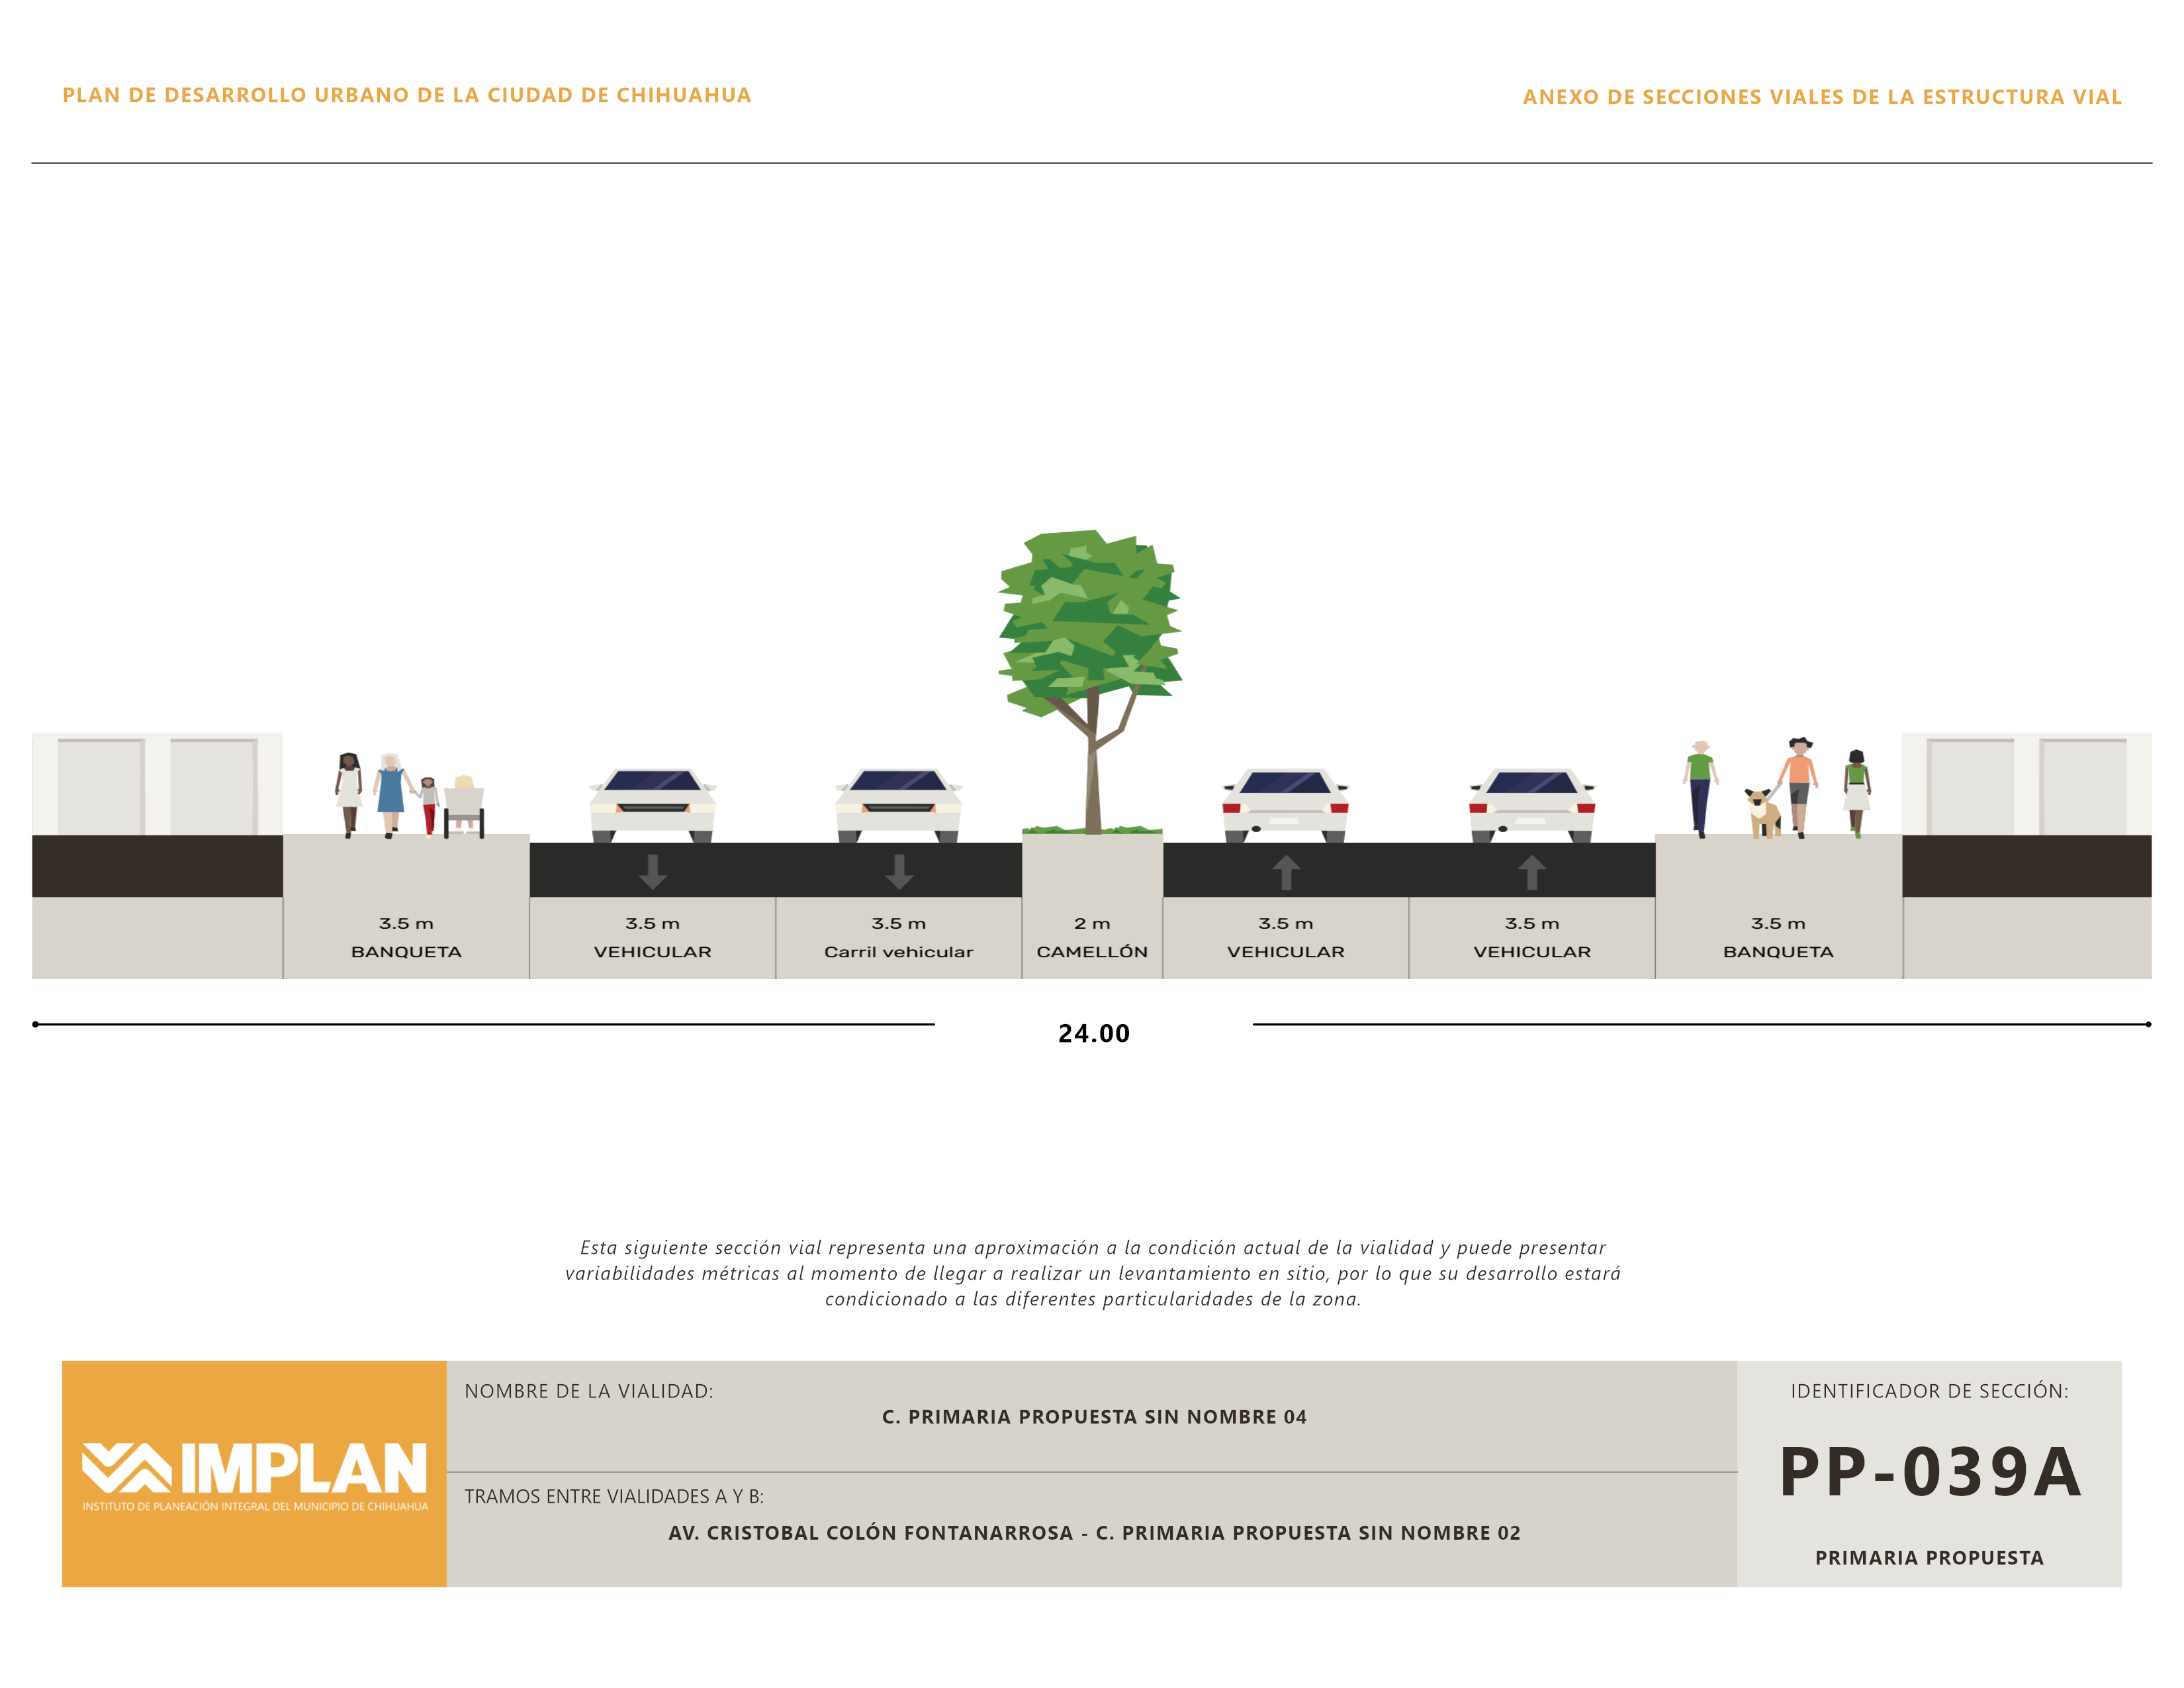 PLAN DE DESARROLLO URBANO DE LA CIUDAD DE CHIHUAHUA
ANEXO DE SECCIONES VIALES DE LA ESTRUCTURA VIAL
3.5 m
BANQUETA
3.5 m
VEHICULAR
3.5 m
Carril vehicular
2 m
CAMELLÓN
3.5 m
VEHICULAR
3.5 m
VEHICULAR
3.5 m
BANQUETA
24.00
Esta siguiente sección vial representa una aproximación a la condición actual de la vialidad y puede presentar
variabilidades métricas al momento de llegar a realizar un levantamiento en sitio, por lo que su desarrollo estará
condicionado a las diferentes particularidades de la zona.
IMPLAN
INSTITUTO DE PLANEACIÓN INTEGRAL DEL MUNICIPIO DE CHIHUAHUA
NOMBRE DE LA VIALIDAD:
C. PRIMARIA PROPUESTA SIN NOMBRE 04
TRAMOS ENTRE VIALIDADES A Y B:
AV. CRISTOBAL COLÓN FONTANARROSA - C. PRIMARIA PROPUESTA SIN NOMBRE 02
IDENTIFICADOR DE SECCIÓN:
PP-039A
PRIMARIA PROPUESTA